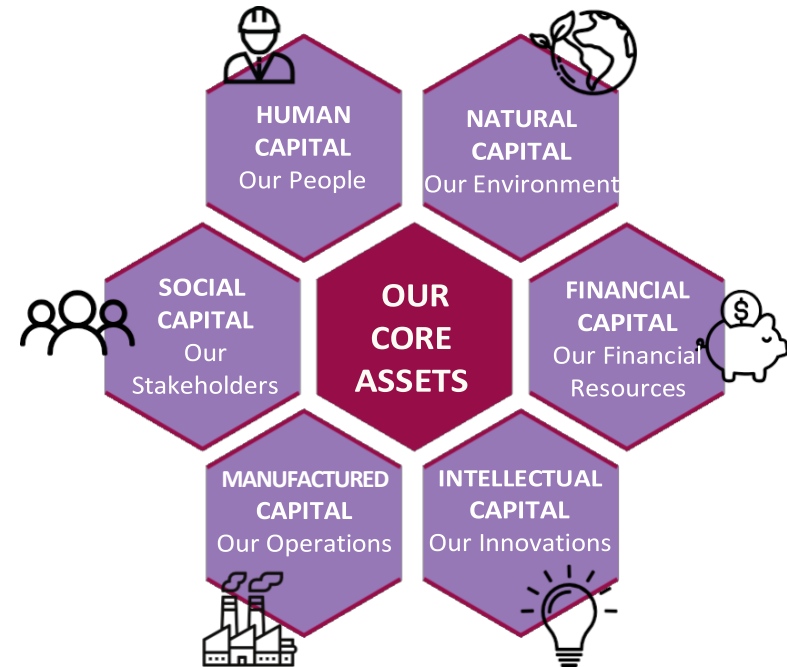 HUMAN
CAPITAL
Our People
NATURAL
CAPITAL
Our Environment
SOCIAL
CAPITAL
Our
Stakeholders
OUR
CORE
ASSETS
FINANCIAL
CAPITAL
Our Financial
Resources
$
MANUFACTURED
CAPITAL
Our Operations
INTELLECTUAL
CAPITAL
Our Innovations